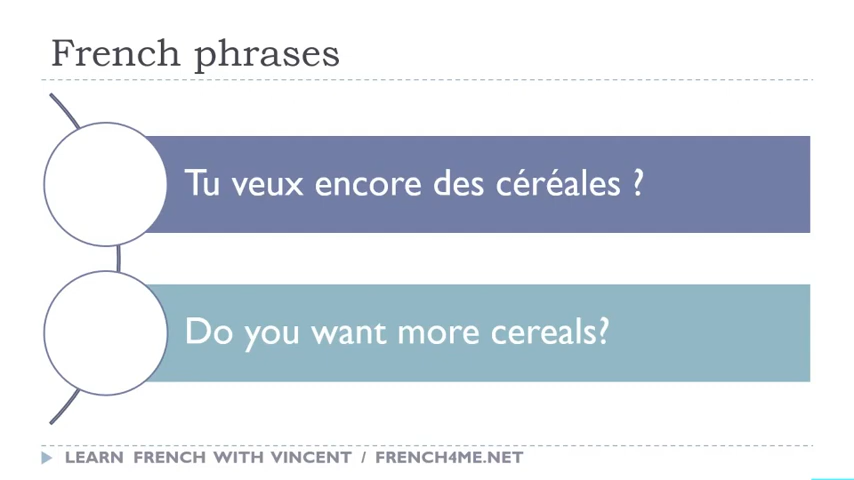 French phrases
Tu veux encore des céréales ?
Do you want more cereals?
LEARN FRENCH WITH VINCENT / FRENCH4ME.NET